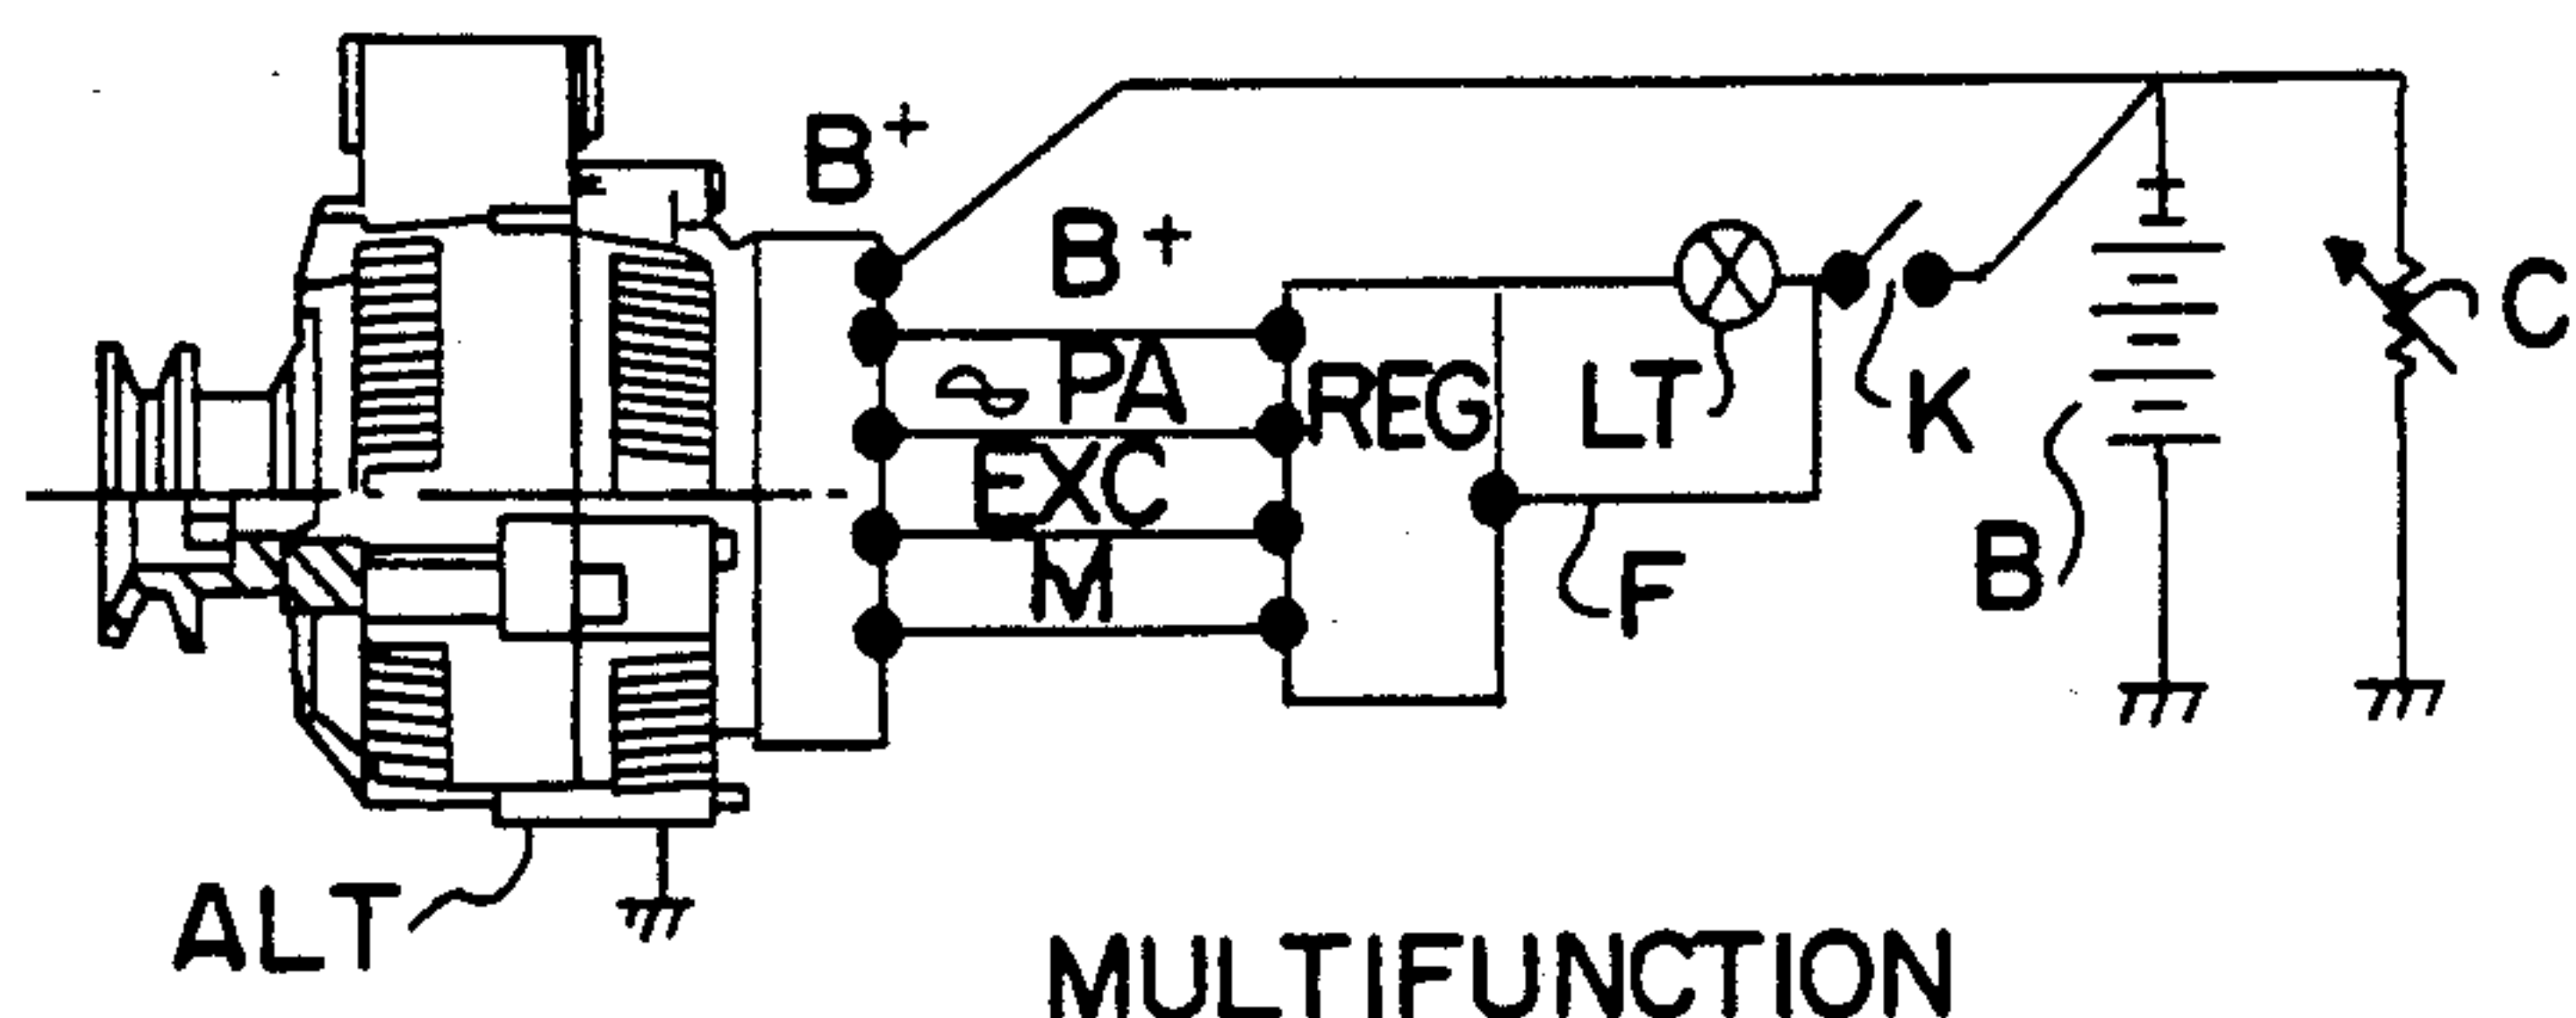 B+
B+
PA
REG
LT
K
C
EXC
M
F
B
ALT
MULTIFUNCTION